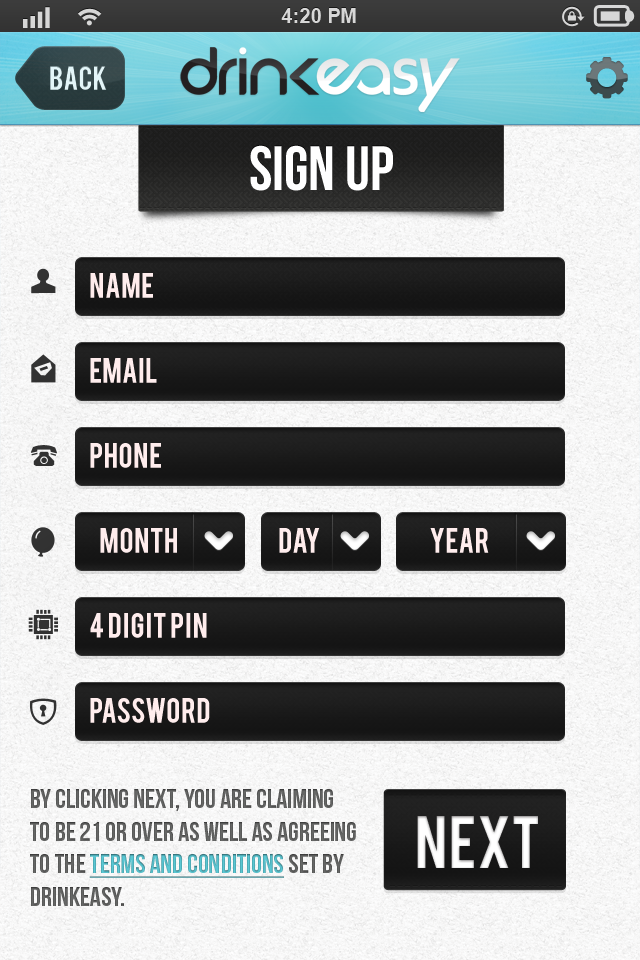 4:20 PM
BACK
drinkeasy
SIGN UP
NAME
EMAIL
PHONE
MONTH DAY YEAR
4 DIGIT PIN
PASSWORD
BY CLICKING NEXT, YOU ARE CLAIMING
TO BE 21 OR OVER AS WELL AS AGREEING
TO THE TERMS AND CONDITIONS SET BY
DRINKEASY.
NEXT